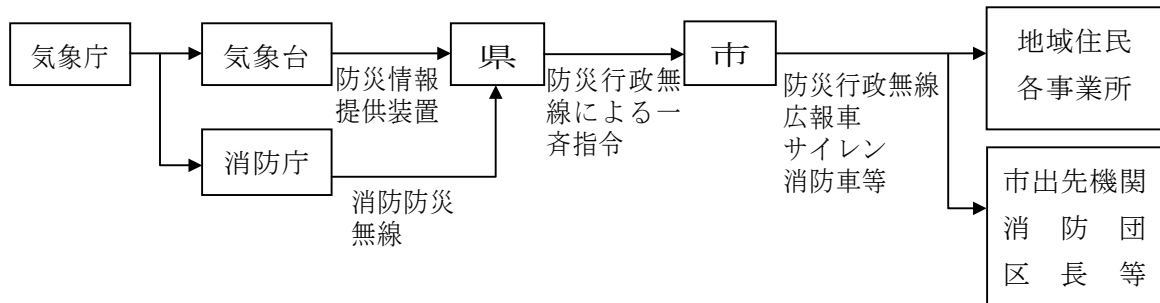 気象庁
気象台
防災情報
提供装置
消防庁
消防防災
無線
県
防災行政無
線による一
斉指令
市
防災行政無線
広報車
サイレン
消防車等
地域住民
各事業所
市出先機関
消防団
区長等